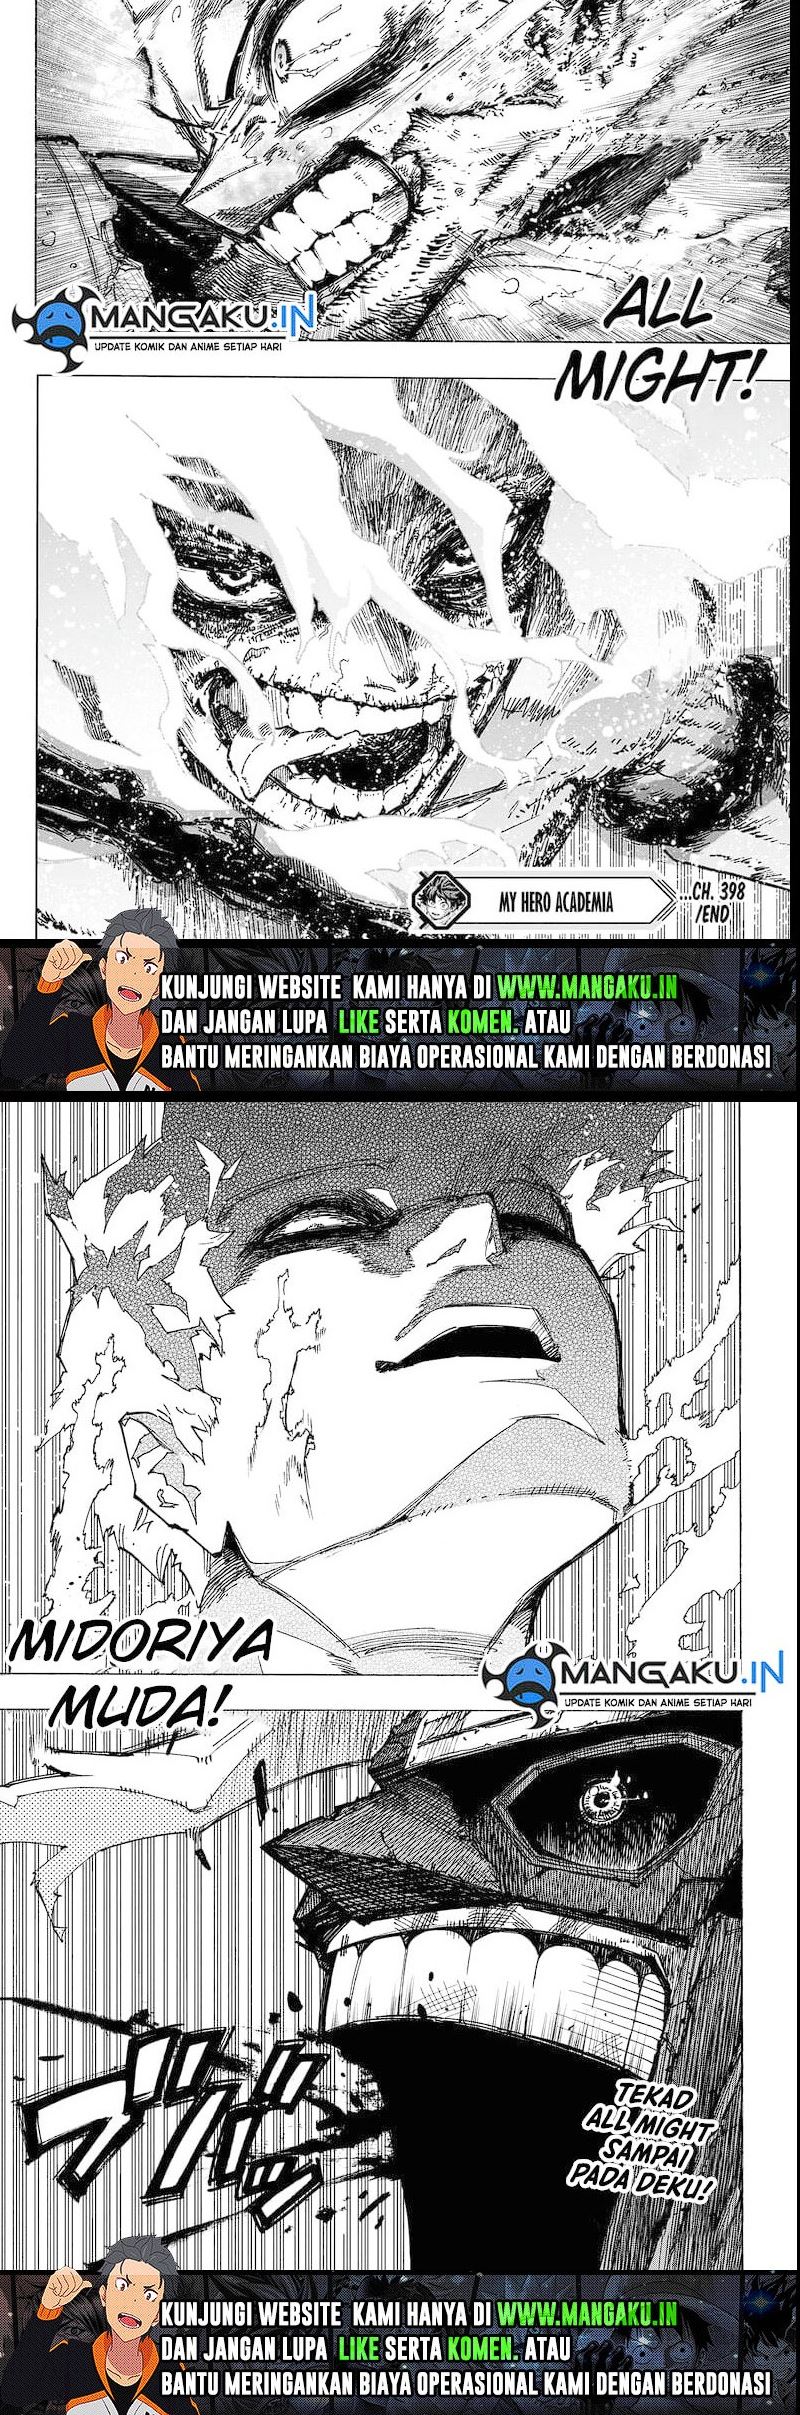 ALL
MIGHT!
MANGAKU.IN
UPDATE KOMIK DAN ANIME SETIAP HARI
MY HERO ACADEMIA
...CH. 398
/END
KUNJUNGI WEBSITE KAMI HANYA DI WWW.MANGAKU.IN
DAN JANGAN LUPA LIKE SERTA KOMEN. ATAU
BANTU MERINGANKAN BIAYA OPERASIONAL KAMI DENGAN BERDONASI
MIDORIYA
MUDA!
MANGAKU.IN
UPDATE KOMIK DAN ANIME SETIAP HARI
ブバッ
TEKAD
ALL MIGHT
SAMPAI
PADA DEKU!
KUNJUNGI WEBSITE KAMI HANYA DI WWW.MANGAKU.IN
DAN JANGAN LUPA LIKE SERTA KOMEN. ATAU
BANTU MERINGANKAN BIAYA OPERASIONAL KAMI DENGAN BERDONASI